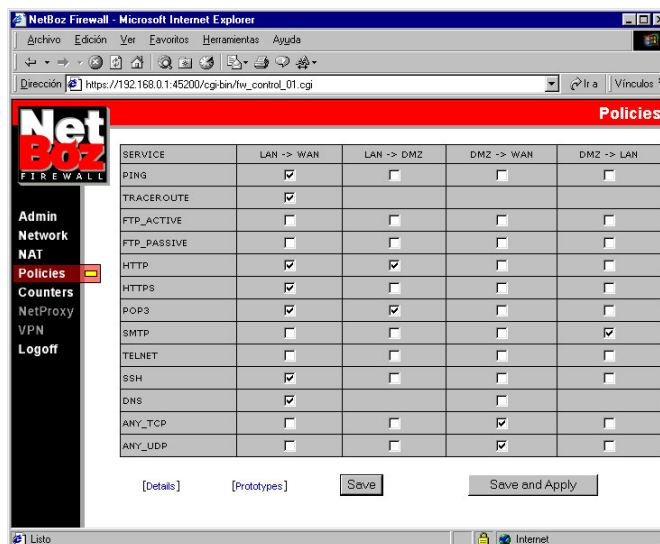 NetBoz Firewall - Microsoft Internet Explorer
Archivo Edición Ver Favoritos Herramientas Ayuda
Dirección https://192.168.0.1:45200/cgi-bin/fw_control_01.cgi Ir a Vínculos
Net
Boz
FIREWALL
Policies
Admin
Network
NAT
Policies
Counters
NetProxy
VPN
Logoff
SERVICE LAN -> WAN LAN -> DMZ DMZ -> WAN DMZ -> LAN
PING
TRACEROUTE
FTP_ACTIVE
FTP_PASSIVE
HTTP
HTTPS
POP3
SMTP
TELNET
SSH
DNS
ANY_TCP
ANY_UDP
[Details] [Prototypes] Save Save and Apply
Listo Internet